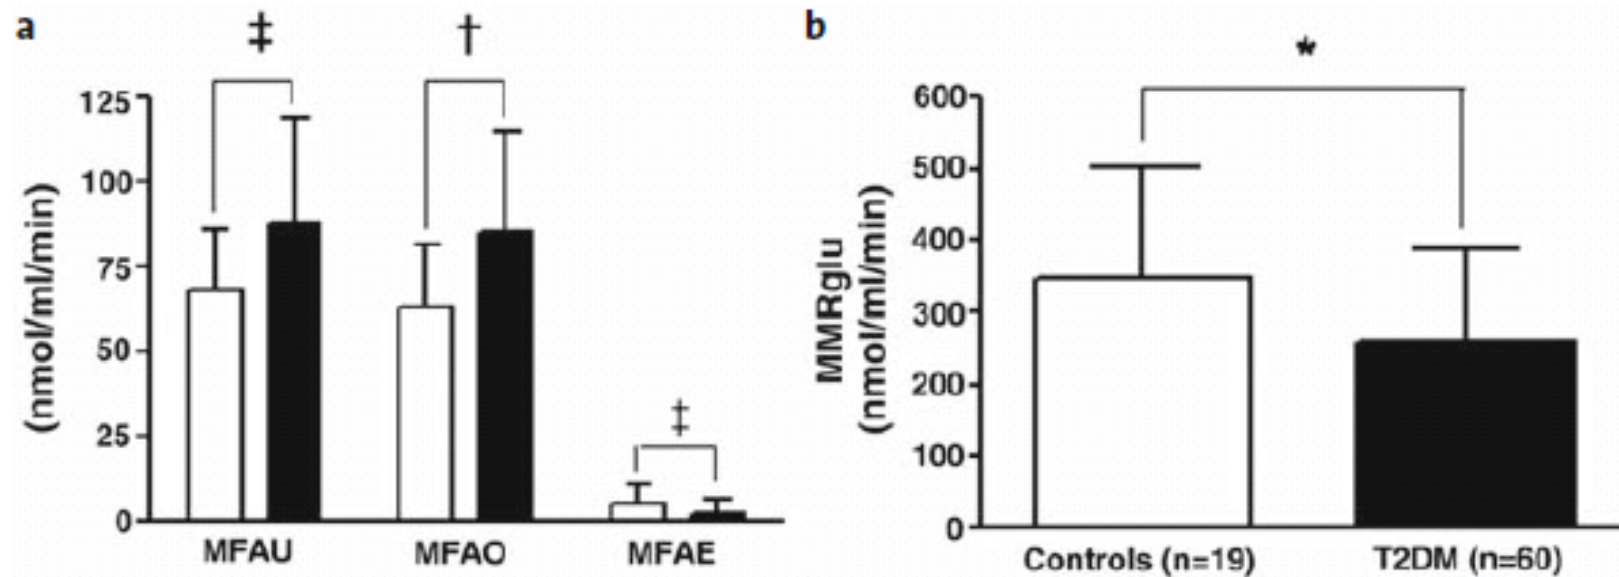 a
‡
†
125
100
75
50
25
0
(nmol/ml/min)
‡
MFAU
MFAO
MFAE
b
*
600
500
400
300
200
100
0
MMRglu
(nmol/ml/min)
Controls (n=19)
T2DM (n=60)